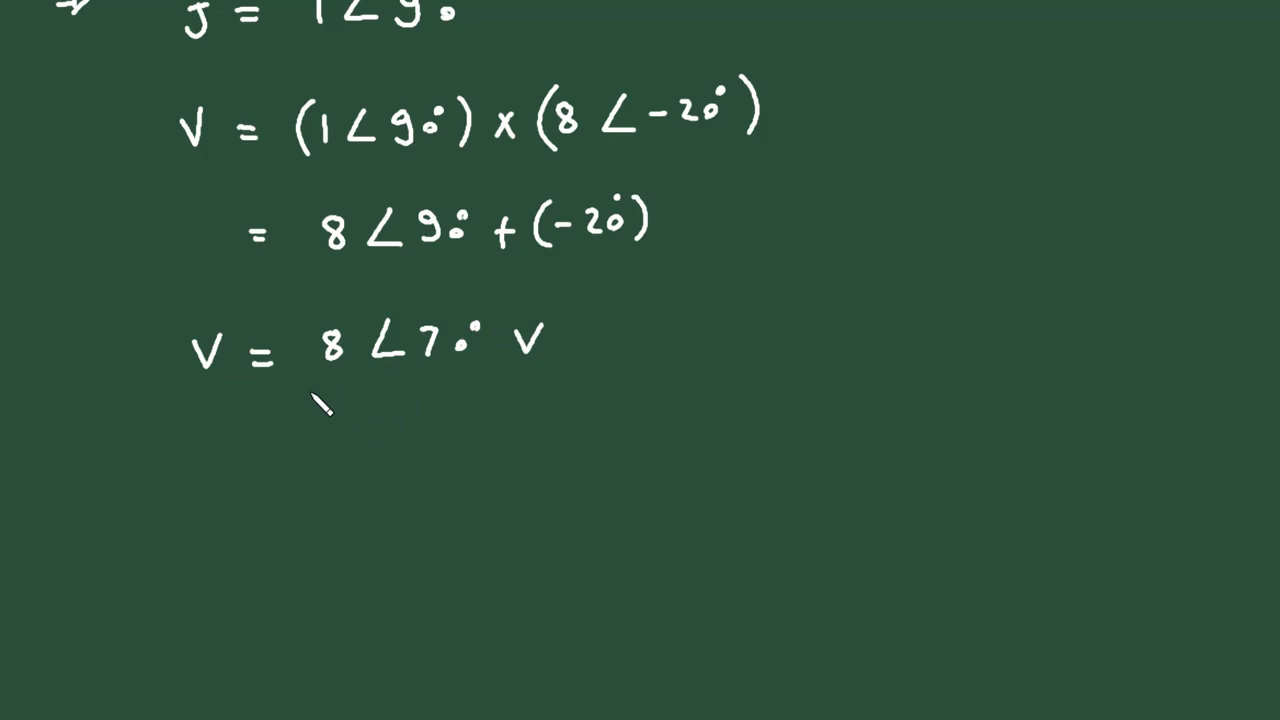 ⇒ j = 1 ∠ 90
V = (1 ∠ 90°) x (8 ∠ -20°)
= 8 ∠ 90° + (-20°)
V = 8 ∠ 70° V